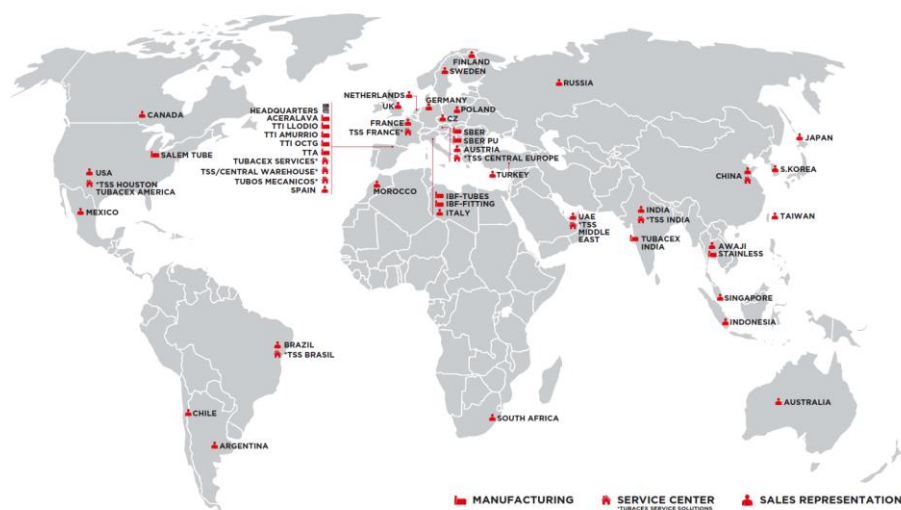 FINLAND
SWEDEN
RUSSIA
NETHERLANDS
GERMANY
UK
POLAND
CANADA
HEADQUARTERS
ACERALAVA
TTI LLODIO
TTI AMURRIO
TTI OCTG
TTA
TUBACEX SERVICES*
TSS/CENTRAL WAREHOUSE*
TUBOS MECANICOS*
SPAIN
FRANCE
TSS FRANCE*
CZ
SBER
SBER PU
AUSTRIA
*TSS CENTRAL EUROPE
TURKEY
JAPAN
SALEM TUBE
USA
*TSS HOUSTON
TUBACEX AMERICA
MEXICO
MOROCCO
IBF-TUBES
IBF-FITTING
ITALY
UAE
*TSS
MIDDLE
EAST
INDIA
*TSS INDIA
TUBACEX
INDIA
CHINA
S.KOREA
TAIWAN
AWAJI
STAINLESS
SINGAPORE
INDONESIA
BRAZIL
*TSS BRASIL
CHILE
ARGENTINA
SOUTH AFRICA
AUSTRALIA
MANUFACTURING
SERVICE CENTER
*TUBACEX SERVICE SOLUTIONS
SALES REPRESENTATION